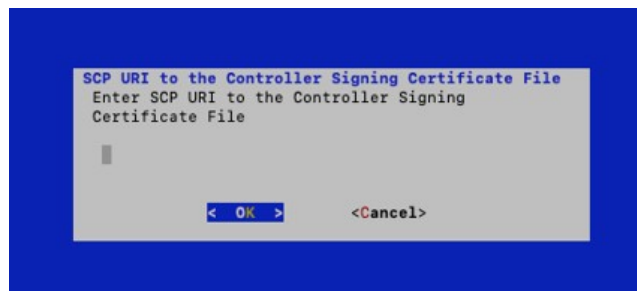 SCP URI to the Controller Signing Certificate File
Enter SCP URI to the Controller Signing
Certificate File
< OK > <Cancel>